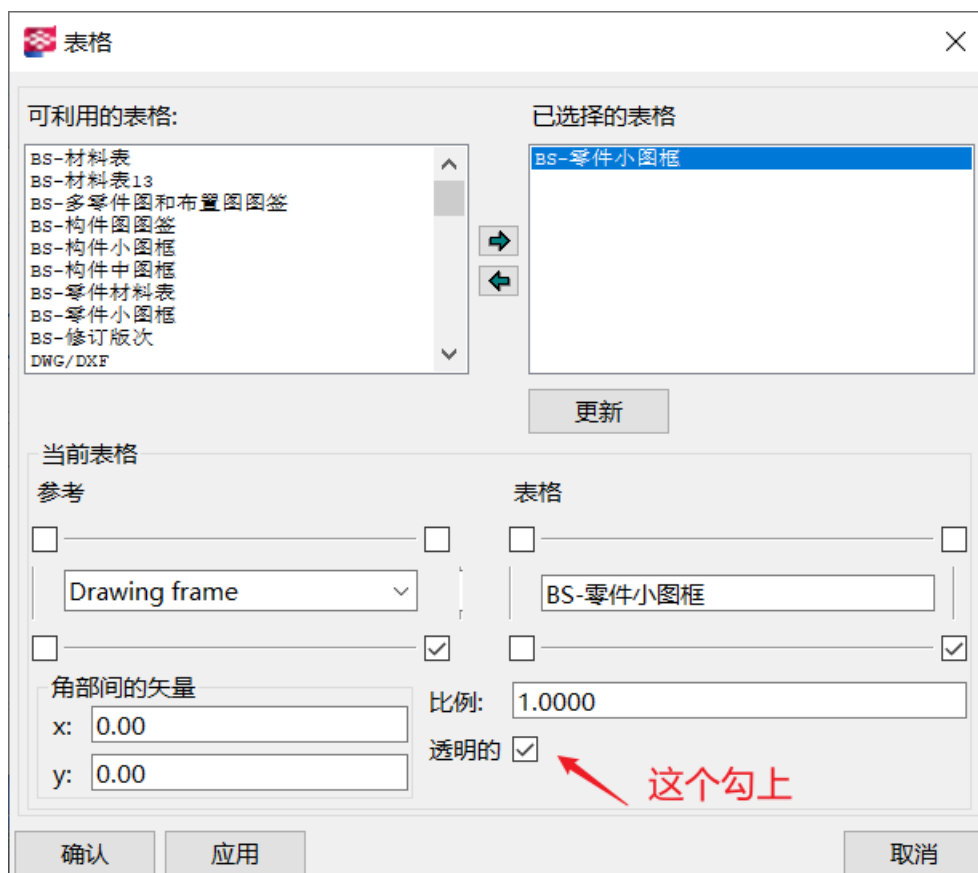 表格
可利用的表格:
已选择的表格
BS-材料表
BS-材料表13
BS-多零件图和布置图图签
BS-构件图图签
BS-构件小图框
BS-构件中图框
BS-零件材料表
BS-零件小图框
BS-修订版次
DWG/DXF
BS-零件小图框
更新
当前表格
参考
表格
Drawing frame
BS-零件小图框
角部间的矢量
x: 0.00
y: 0.00
比例: 1.0000
透明的
这个勾上
确认
应用
取消